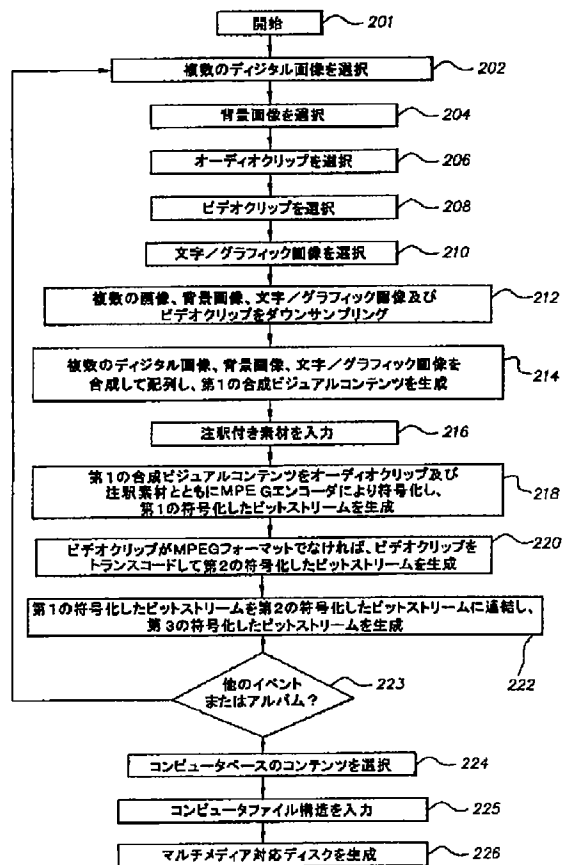 開始
201
複数のディジタル画像を選択
202
背景画像を選択
204
オーディオクリップを選択
206
ビデオクリップを選択
208
文字／グラフィック画像を選択
210
複数の画像、背景画像、文字／グラフィック画像及び
ビデオクリップをダウンサンプリング
212
複数のディジタル画像、背景画像、文字／グラフィック画像を
合成して配列し、第1の合成ビジュアルコンテンツを生成
214
注釈付き素材を入力
216
第1の合成ビジュアルコンテンツをオーディオクリップ及び
注釈素材とともにMPEGエンコーダにより符号化し、
第1の符号化したビットストリームを生成
218
ビデオクリップがMPEGフォーマットでなければ、ビデオクリップを
トランスコードして第2の符号化したビットストリームを生成
220
第1の符号化したビットストリームを第2の符号化したビットストリームに連結し、
第3の符号化したビットストリームを生成
222
他のイベント
またはアルバム？
223
コンピュータベースのコンテンツを選択
224
コンピュータファイル構造を入力
225
マルチメディア対応ディスクを生成
226